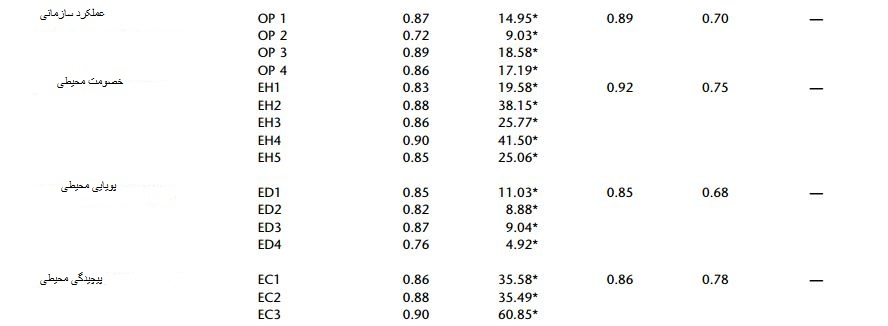 عملکرد سازمانی OP 1 0.87 14.95* 0.89 0.70 —
OP 2 0.72 9.03*
OP 3 0.89 18.58*
OP 4 0.86 17.19*
خصومت محیطی EH1 0.83 19.58* 0.92 0.75 —
EH2 0.88 38.15*
EH3 0.86 25.77*
EH4 0.90 41.50*
EH5 0.85 25.06*
پویایی محیطی ED1 0.85 11.03* 0.85 0.68 —
ED2 0.82 8.88*
ED3 0.87 9.04*
ED4 0.76 4.92*
پیچیدگی محیطی EC1 0.86 35.58* 0.86 0.78 —
EC2 0.88 35.49*
EC3 0.90 60.85*